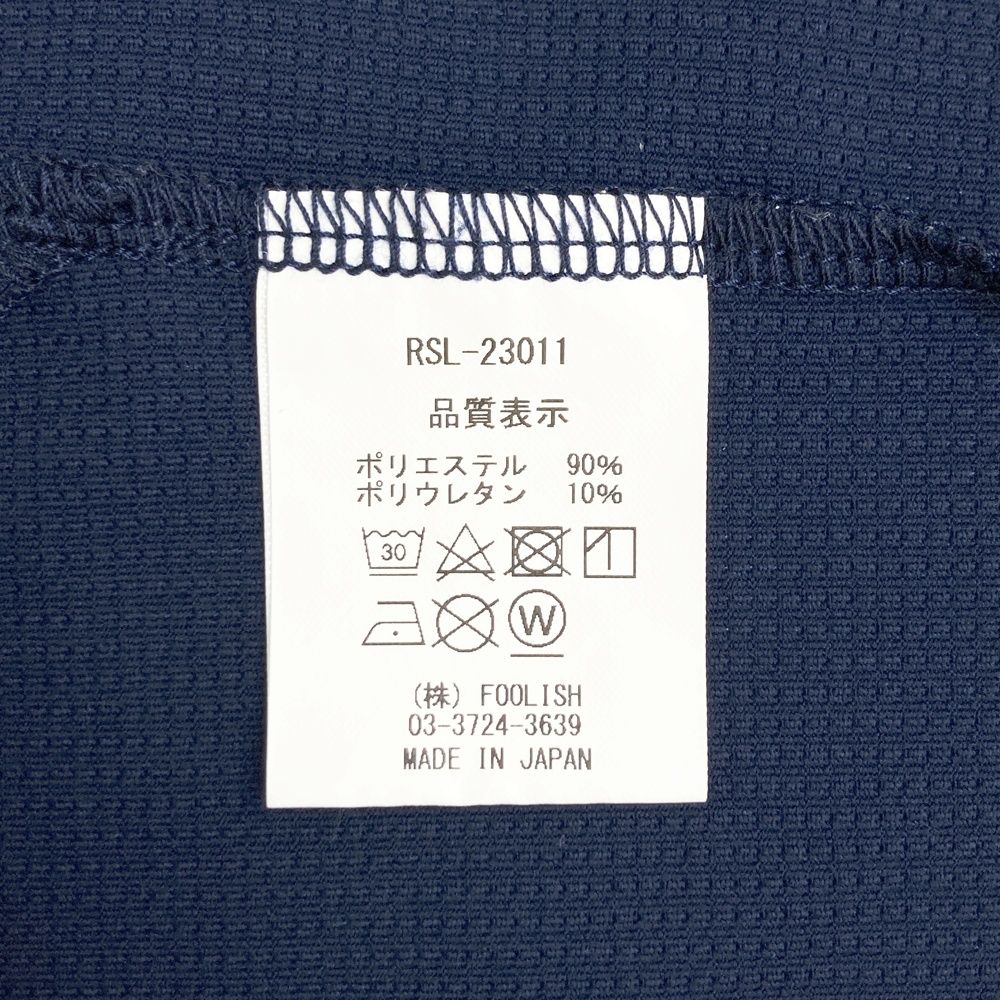 RSL-23011
品質表示
ポリエステル 90%
ポリウレタン 10%
30
W
(株) FOOLISH
03-3724-3639
MADE IN JAPAN